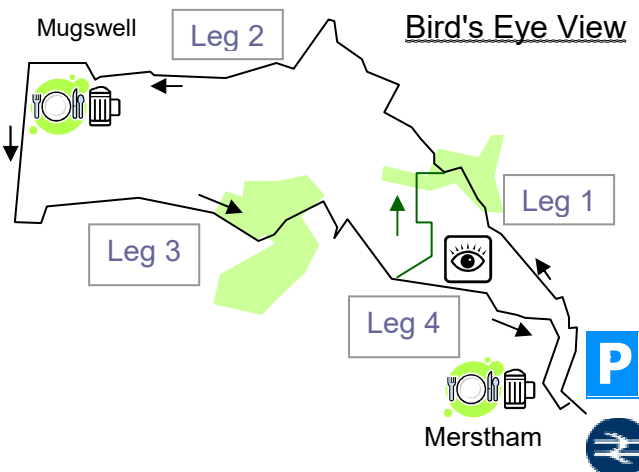 Mugswell
Leg 2
Bird's Eye View
Leg 1
Leg 3
Leg 4
P
Merstham